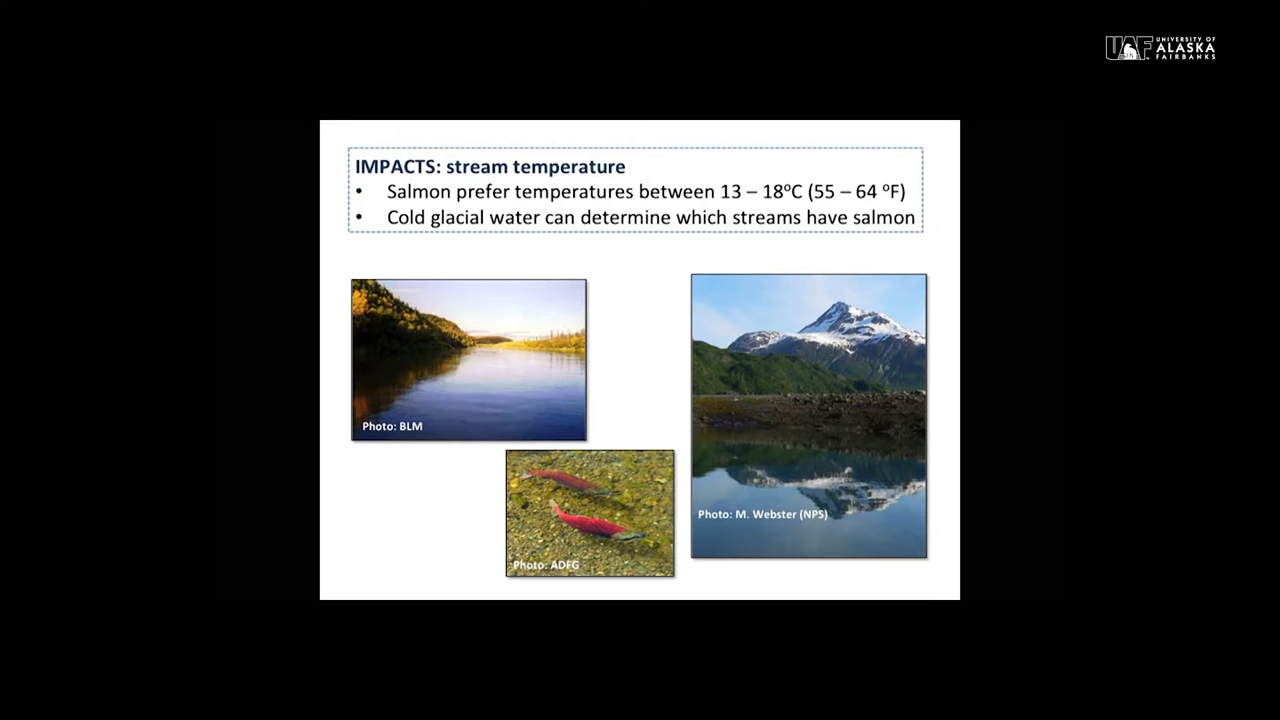 UAF UNIVERSITY OF
ALASKA
FAIRBANKS
IMPACTS: stream temperature
• Salmon prefer temperatures between 13 – 18ºC (55 – 64 ºF)
• Cold glacial water can determine which streams have salmon
Photo: BLM
Photo: M. Webster (NPS)
Photo: ADFG